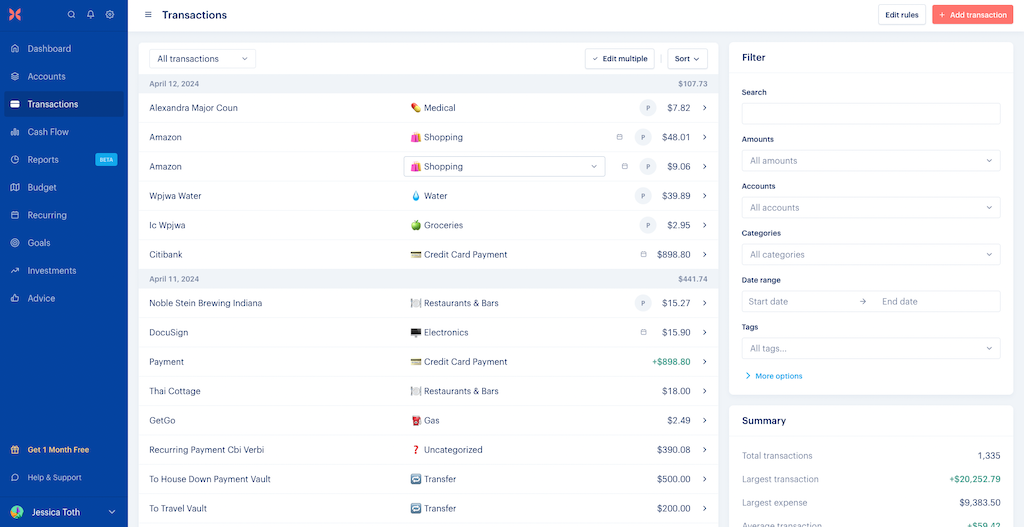 Transactions
Edit rules
+ Add transaction
Dashboard
Accounts
Transactions
Cash Flow
Reports BETA
Budget
Recurring
Goals
Investments
Advice
Get 1 Month Free
Help & Support
Jessica Toth
All transactions
Edit multiple
Sort
April 12, 2024 $107.73
Alexandra Major Coun Medical P $7.82
Amazon Shopping P $48.01
Amazon Shopping P $9.06
Wpjwa Water Water P $39.89
Ic Wpjwa Groceries P $2.95
Citibank Credit Card Payment $898.80
April 11, 2024 $441.74
Noble Stein Brewing Indiana Restaurants & Bars P $15.27
DocuSign Electronics $15.90
Payment Credit Card Payment +$898.80
Thai Cottage Restaurants & Bars $18.00
GetGo Gas $2.49
Recurring Payment Cbi Verbi Uncategorized $390.08
To House Down Payment Vault Transfer $500.00
To Travel Vault Transfer $200.00
Filter
Search
Amounts
All amounts
Accounts
All accounts
Categories
All categories
Date range
Start date → End date
Tags
All tags...
More options
Summary
Total transactions 1,335
Largest transaction +$20,252.79
Largest expense $9,383.50
Average transaction +$59.42